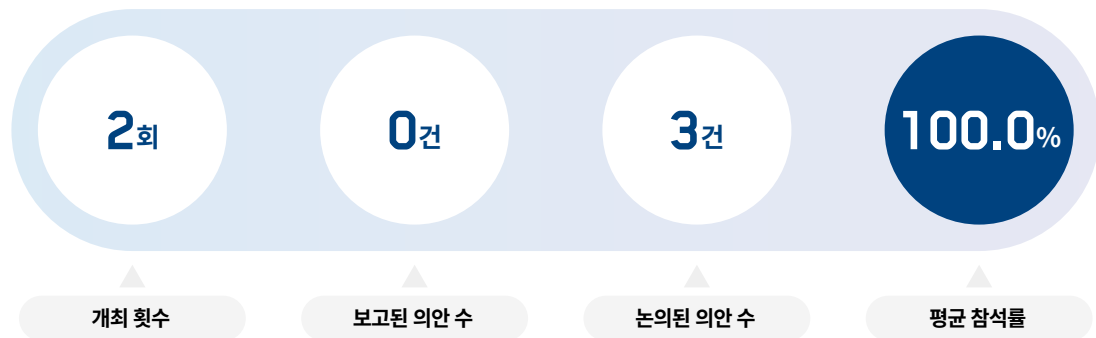 2회
0건
3건
100.0%
개최 횟수
보고된 의안 수
논의된 의안 수
평균 참석률